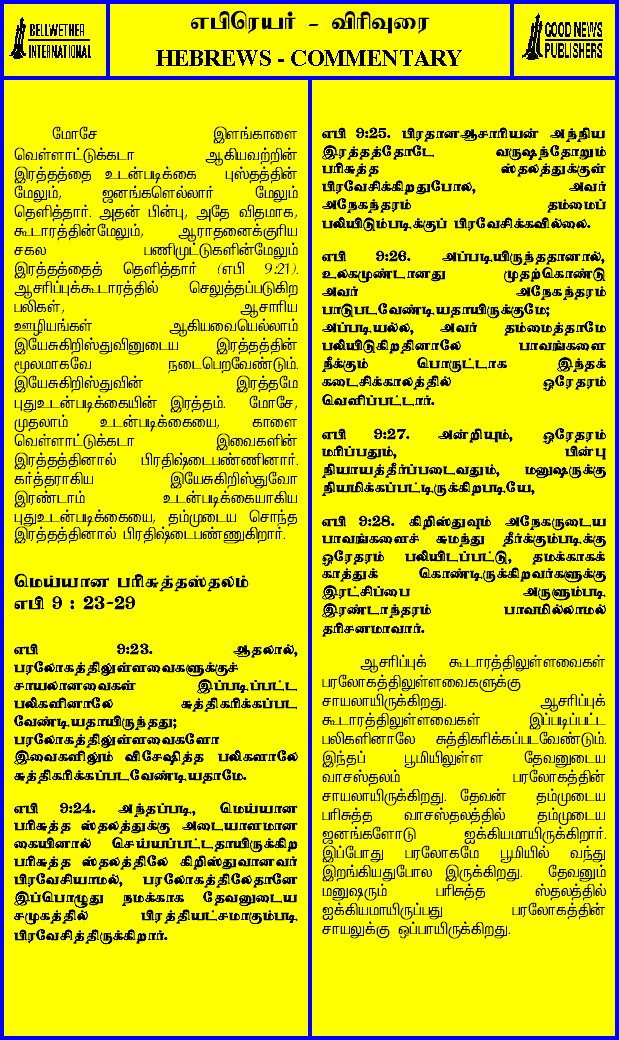 BELLWETHER
INTERNATIONAL
எபிரெயர் - விரிவுரை
HEBREWS - COMMENTARY
GOOD NEWS
PUBLISHERS
மோசே இளங்காளை
வெள்ளாட்டுக்கடா ஆகியவற்றின்
இரத்தத்தை உடன்படிக்கை புஸ்தத்தின்
மேலும், ஜனங்களெல்லார் மேலும்
தெளித்தார். அதன் பின்பு, அதே விதமாக,
கூடாரத்தின்மேலும், ஆராதனைக்குரிய
சகல பணிமுட்டுகளின்மேலும்
இரத்தத்தைத் தெளித்தார் (எபி 9:21).
ஆசரிப்புக்கூடாரத்தில் செலுத்தப்படுகிற
பலிகள், ஆசாரிய
ஊழியங்கள் ஆகியவையெல்லாம்
இயேசுகிறிஸ்துவினுடைய இரத்தத்தின்
மூலமாகவே நடைபெறவேண்டும்.
இயேசுகிறிஸ்துவின் இரத்தமே
புதுஉடன்படிக்கையின் இரத்தம். மோசே,
முதலாம் உடன்படிக்கையை, காளை
வெள்ளாட்டுக்கடா இவைகளின்
இரத்தத்தினால் பிரதிஷ்டைபண்ணினார்.
கர்த்தராகிய இயேசுகிறிஸ்துவோ
இரண்டாம் உடன்படிக்கையாகிய
புதுஉடன்படிக்கையை, தம்முடைய சொந்த
இரத்தத்தினால் பிரதிஷ்டைபண்ணுகிறார்.
மெய்யான பரிசுத்தஸ்தலம்
எபி 9 : 23-29
எபி 9:23. ஆதலால்,
பரலோகத்திலுள்ளவைகளுக்குச்
சாயலானவைகள் இப்படிப்பட்ட
பலிகளினாலே சுத்திகரிக்கப்பட
வேண்டியதாயிருந்தது;
பரலோகத்திலுள்ளவைகளோ
இவைகளிலும் விசேஷித்த பலிகளாலே
சுத்திகரிக்கப்படவேண்டியதாமே.
எபி 9:24. அந்தப்படி, மெய்யான
பரிசுத்த ஸ்தலத்துக்கு அடையாளமான
கையினால் செய்யப்பட்டதாயிருக்கிற
பரிசுத்த ஸ்தலத்திலே கிறிஸ்துவானவர்
பிரவேசியாமல், பரலோகத்திலேதானே
இப்பொழுது நமக்காக தேவனுடைய
சமுகத்தில் பிரத்தியட்சமாகும்படி
பிரவேசித்திருக்கிறார்.
எபி 9:25. பிரதானஆசாரியன் அந்நிய
இரத்தத்தோடே வருஷந்தோறும்
பரிசுத்த ஸ்தலத்துக்குள்
பிரவேசிக்கிறதுபோல, அவர்
அநேகந்தரம் தம்மைப்
பலியிடும்படிக்குப் பிரவேசிக்கவில்லை.
எபி 9:26. அப்படியிருந்ததானால்,
உலகமுண்டானது முதற்கொண்டு
அவர் அநேகந்தரம்
பாடுபடவேண்டியதாயிருக்குமே;
அப்படியல்ல, அவர் தம்மைத்தாமே
பலியிடுகிறதினாலே பாவங்களை
நீக்கும் பொருட்டாக இந்தக்
கடைசிக்காலத்தில் ஒரேதரம்
வெளிப்பட்டார்.
எபி 9:27. அன்றியும், ஒரேதரம்
மரிப்பதும், பின்பு
நியாயத்தீர்ப்படைவதும், மனுஷருக்கு
நியமிக்கப்பட்டிருக்கிறபடியே,
எபி 9:28. கிறிஸ்துவும் அநேகருடைய
பாவங்களைச் சுமந்து தீர்க்கும்படிக்கு
ஒரேதரம் பலியிடப்பட்டு, தமக்காகக்
காத்துக் கொண்டிருக்கிறவர்களுக்கு
இரட்சிப்பை அருளும்படி
இரண்டாந்தரம் பாவமில்லாமல்
தரிசனமாவார்.
ஆசரிப்புக் கூடாரத்திலுள்ளவைகள்
பரலோகத்திலுள்ளவைகளுக்கு
சாயலாயிருக்கிறது. ஆசரிப்புக்
கூடாரத்திலுள்ளவைகள் இப்படிப்பட்ட
பலிகளினாலே சுத்திகரிக்கப்படவேண்டும்.
இந்தப் பூமியிலுள்ள தேவனுடைய
வாசஸ்தலம் பரலோகத்தின்
சாயலாயிருக்கிறது. தேவன் தம்முடைய
பரிசுத்த வாசஸ்தலத்தில் தம்முடைய
ஜனங்களோடு ஐக்கியமாயிருக்கிறார்.
இப்போது பரலோகமே பூமியில் வந்து
இறங்கியதுபோல இருக்கிறது. தேவனும்
மனுஷரும் பரிசுத்த ஸ்தலத்தில்
ஐக்கியமாயிருப்பது பரலோகத்தின்
சாயலுக்கு ஒப்பாயிருக்கிறது.